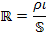 ℝ = ρι/𝕊